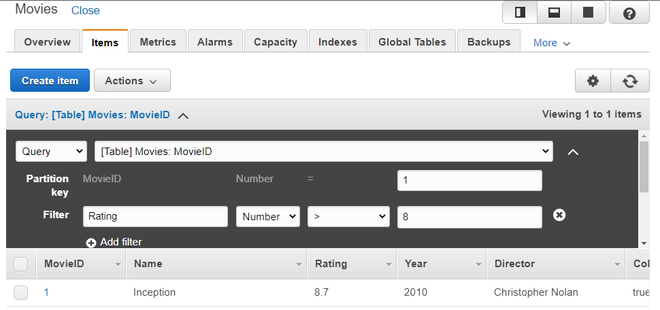 Movies Close
Overview Items Metrics Alarms Capacity Indexes Global Tables Backups More
Create item Actions
Query: [Table] Movies: MovieID Viewing 1 to 1 items
Query [Table] Movies: MovieID
Partition key MovieID Number = 1
Filter Rating Number > 8
Add filter
MovieID Name Rating Year Director
1 Inception 8.7 2010 Christopher Nolan true